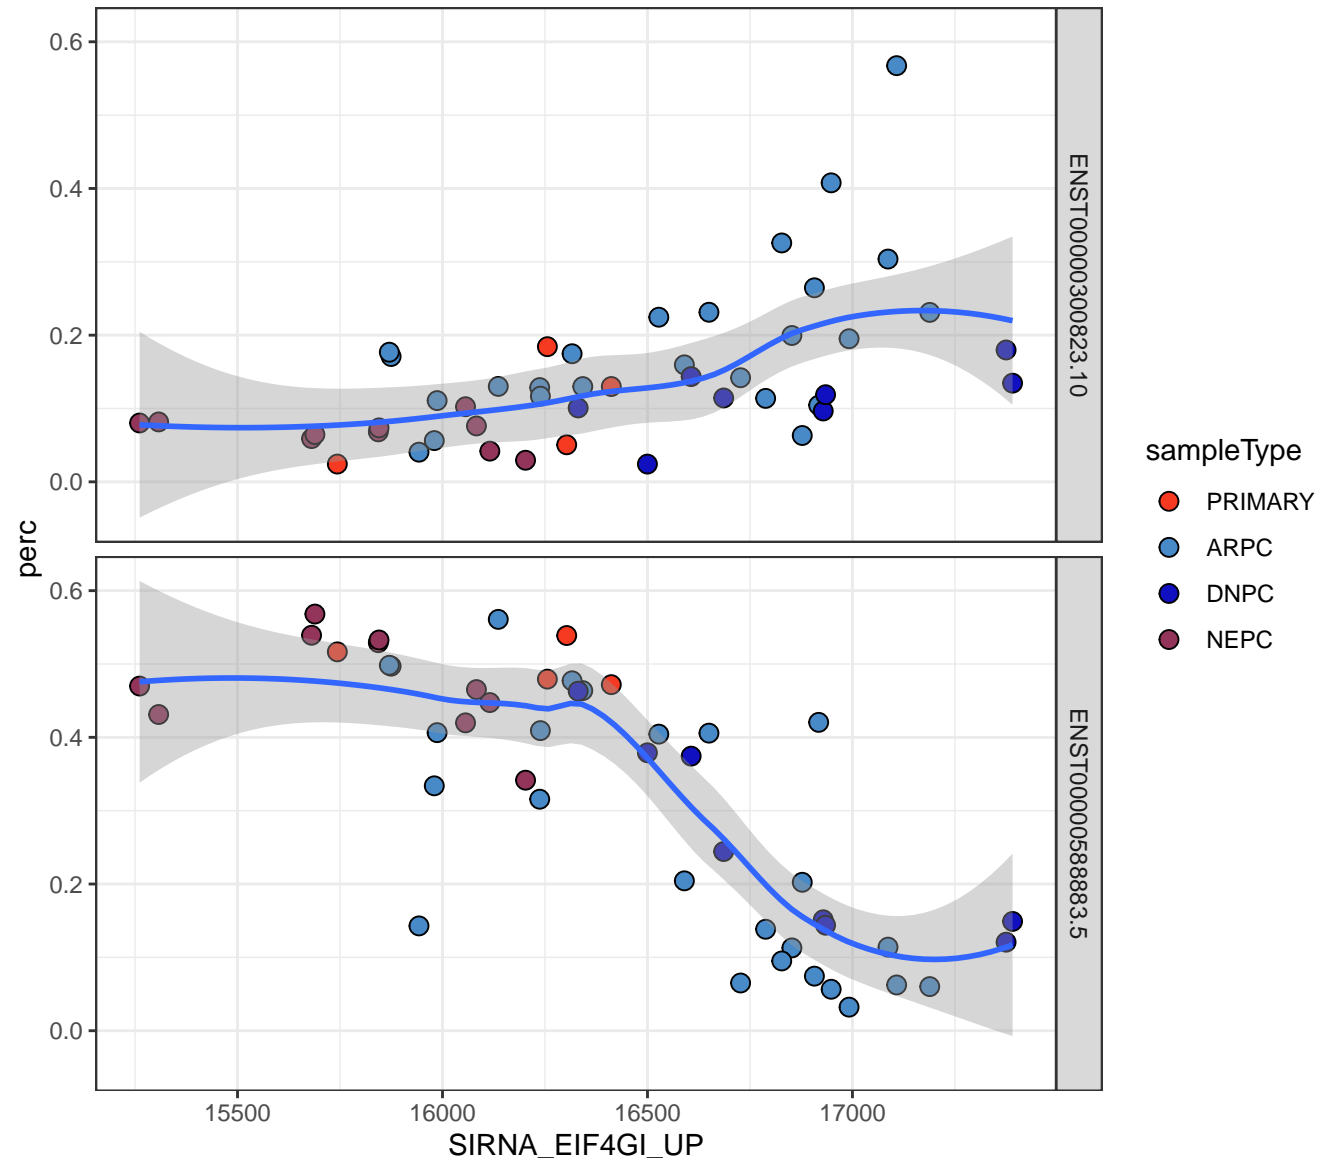 0.6
0.4
0.2
0.0
ENST00000300823.10
perc
0.6
0.4
0.2
0.0
ENST00000588883.5
15500
16000
16500
17000
SIRNA_EIF4GI_UP
sampleType
PRIMARY
ARPC
DNPC
NEPC